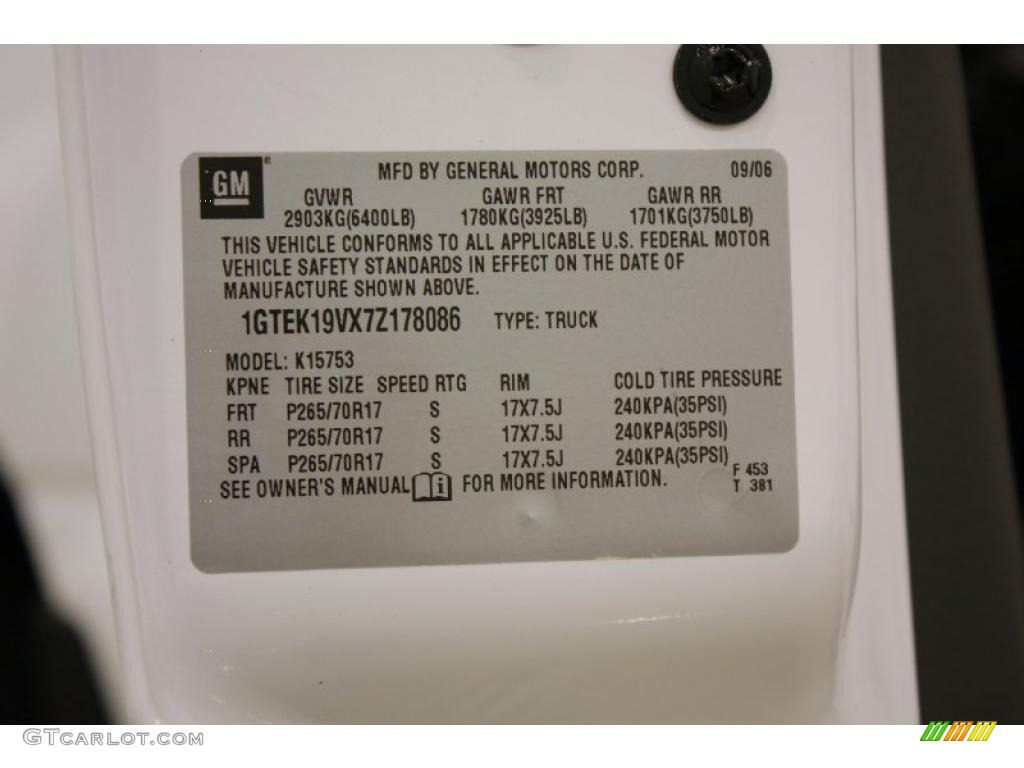 GM ® MFD BY GENERAL MOTORS CORP. 09/06
GVWR GAWR FRT GAWR RR
2903KG(6400LB) 1780KG(3925LB) 1701KG(3750LB)
THIS VEHICLE CONFORMS TO ALL APPLICABLE U.S. FEDERAL MOTOR
VEHICLE SAFETY STANDARDS IN EFFECT ON THE DATE OF
MANUFACTURE SHOWN ABOVE.
1GTEK19VX7Z178086 TYPE: TRUCK
MODEL: K15753
KPNE TIRE SIZE SPEED RTG RIM COLD TIRE PRESSURE
FRT P265/70R17 S 17X7.5J 240KPA(35PSI)
RR P265/70R17 S 17X7.5J 240KPA(35PSI)
SPA P265/70R17 S 17X7.5J 240KPA(35PSI)
SEE OWNER'S MANUAL i FOR MORE INFORMATION.
F 453
T 381
GTCARLOT.COM